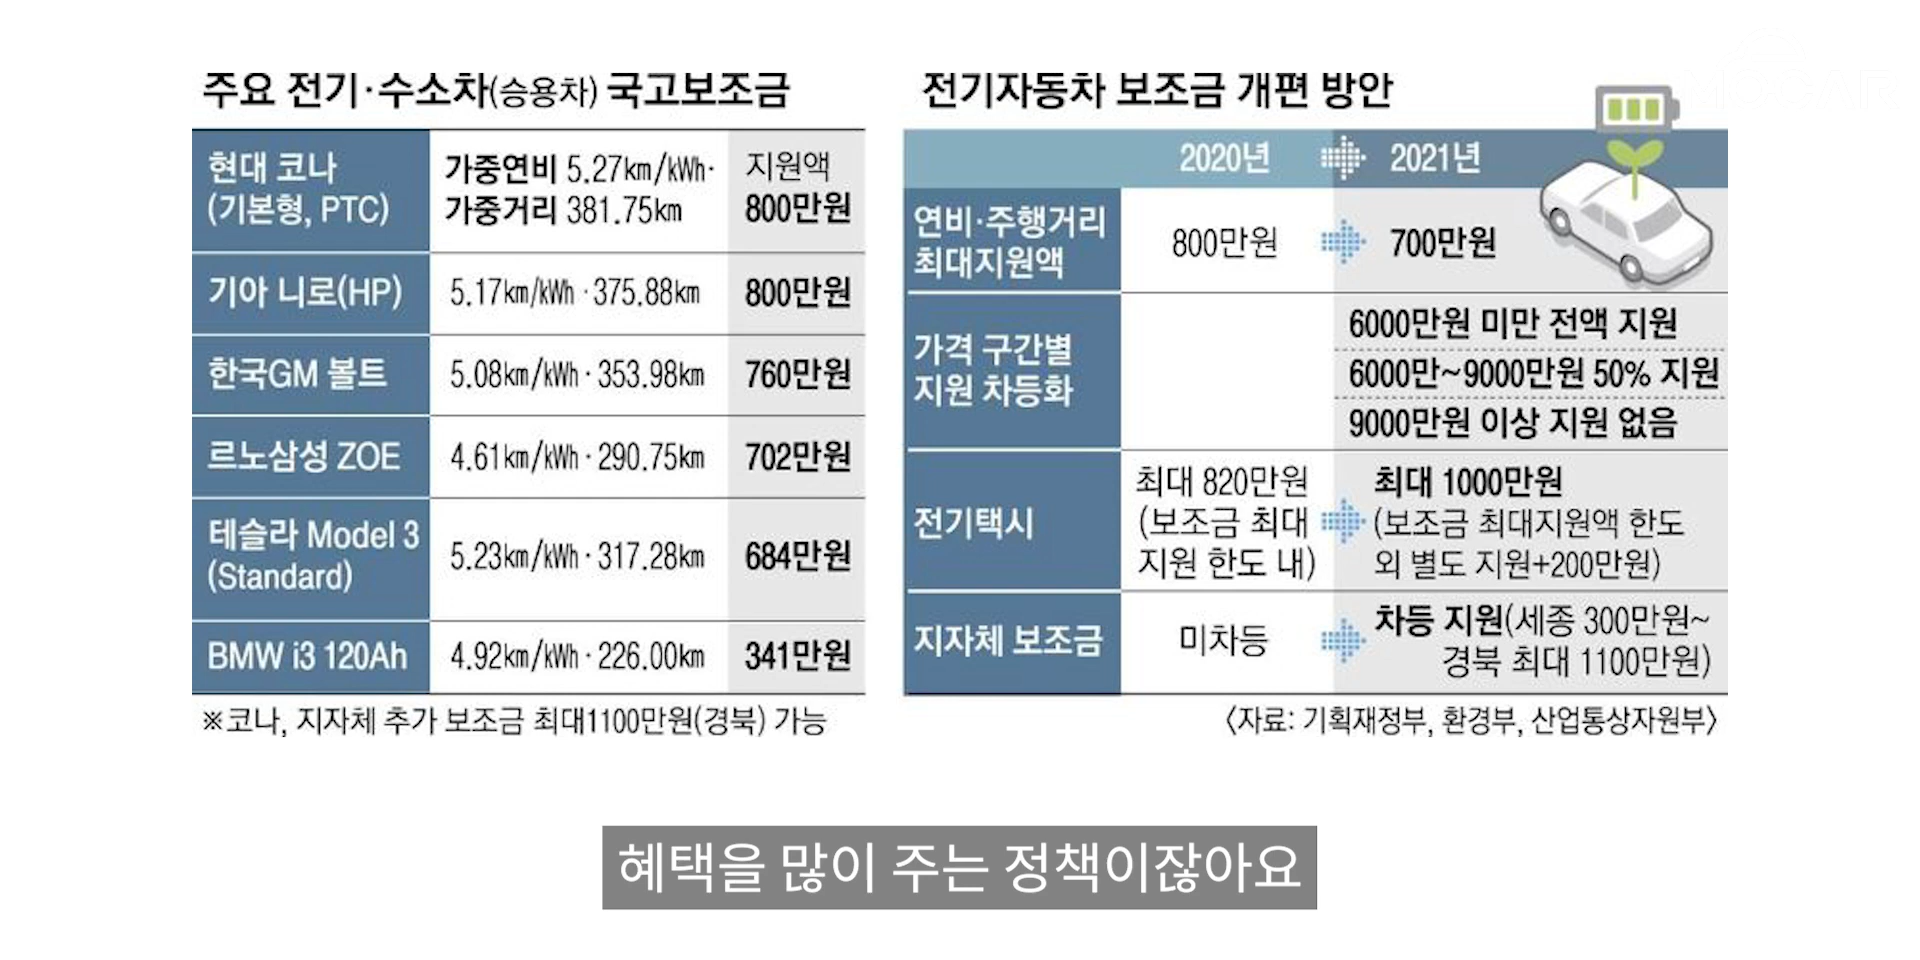 주요 전기·수소차(승용차) 국고보조금
현대 코나
(기본형, PTC)
가중연비 5.27km/kWh·
가중거리 381.75km
지원액
800만원
기아 니로(HP)
5.17km/kWh·375.88km
800만원
한국GM 볼트
5.08km/kWh·353.98km
760만원
르노삼성 ZOE
4.61km/kWh·290.75km
702만원
테슬라 Model 3
(Standard)
5.23km/kWh·317.28km
684만원
BMW i3 120Ah
4.92km/kWh·226.00km
341만원
※코나, 지자체 추가 보조금 최대1100만원(경북) 가능
전기자동차 보조금 개편 방안
2020년
2021년
연비·주행거리
최대지원액
800만원
700만원
가격 구간별
지원 차등화
6000만원 미만 전액 지원
6000만~9000만원 50% 지원
9000만원 이상 지원 없음
전기택시
최대 820만원
(보조금 최대
지원 한도 내)
최대 1000만원
(보조금 최대지원액 한도
외 별도 지원+200만원)
지자체 보조금
미차등
차등 지원(세종 300만원~
경북 최대 1100만원)
〈자료: 기획재정부, 환경부, 산업통상자원부〉
혜택을 많이 주는 정책이잖아요